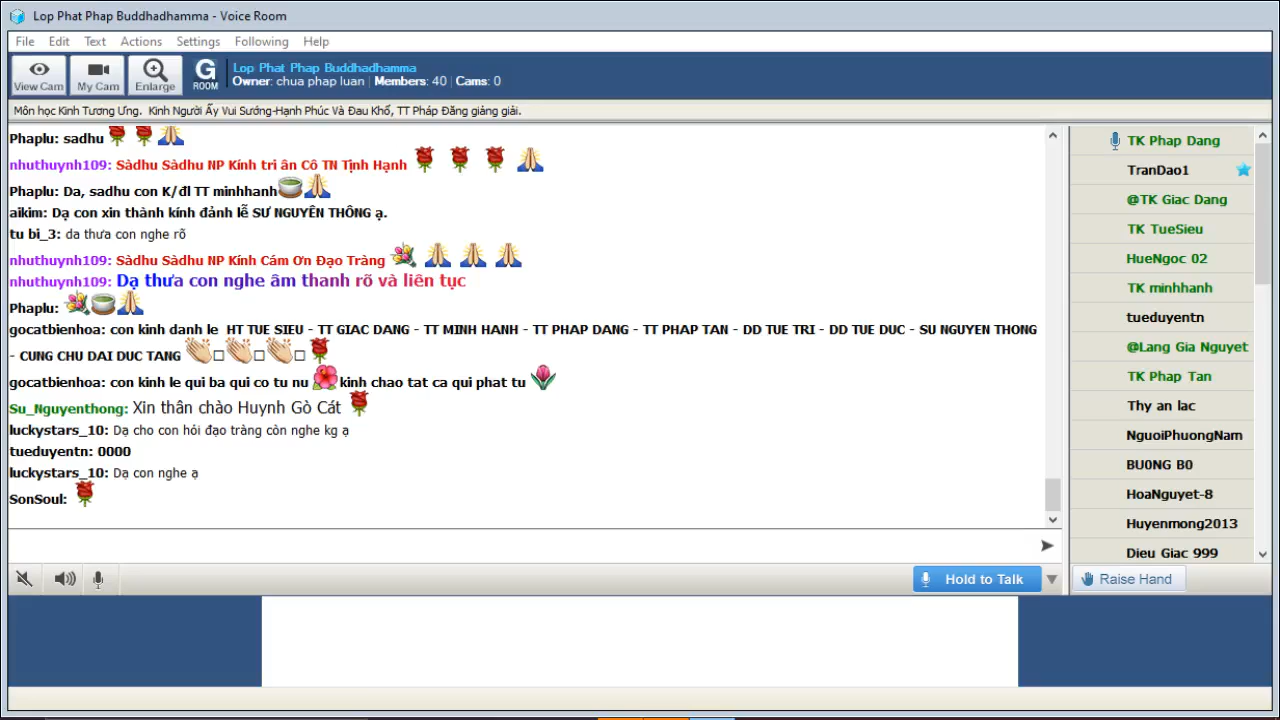 Lop Phat Phap Buddhadhamma - Voice Room
File Edit Text Actions Settings Following Help
View Cam My Cam Enlarge G ROOM
Lop Phat Phap Buddhadhamma
Owner: chua phap luan | Members: 40 | Cams: 0
Môn học Kinh Tương Ưng. Kinh Người Ấy Vui Sướng-Hạnh Phúc Và Đau Khổ, TT Pháp Đăng giảng giải.
Phaplu: sadhu
nhuthuynh109: Sàdhu Sàdhu NP Kính tri ân Cô TN Tịnh Hạnh
Phaplu: Da, sadhu con K/đl TT minhhanh
aikim: Dạ con xin thành kính đảnh lễ SƯ NGUYÊN THÔNG ạ.
tu bi_3: da thưa con nghe rõ
nhuthuynh109: Sàdhu Sàdhu NP Kính Cám Ơn Đạo Tràng
nhuthuynh109: Dạ thưa con nghe âm thanh rõ và liên tục
Phaplu:
gocatbienhoa: con kinh danh le HT TUE SIEU - TT GIAC DANG - TT MINH HANH - TT PHAP DANG - TT PHAP TAN - DD TUE TRI - DD TUE DUC - SU NGUYEN THONG
- CUNG CHU DAI DUC TANG
gocatbienhoa: con kinh le qui ba qui co tu nu kinh chao tat ca qui phat tu
Su_Nguyenthong: Xin thân chào Huynh Gò Cát
luckystars_10: Dạ cho con hỏi đạo tràng còn nghe kg ạ
tueduyentn: 0000
luckystars_10: Dạ con nghe ạ
SonSoul:
Hold to Talk
TK Phap Dang
TranDao1
@TK Giac Dang
TK TueSieu
HueNgoc 02
TK minhhanh
tueduyentn
@Lang Gia Nguyet
TK Phap Tan
Thy an lac
NguoiPhuongNam
BU0NG B0
HoaNguyet-8
Huyenmong2013
Dieu Giac 999
Raise Hand